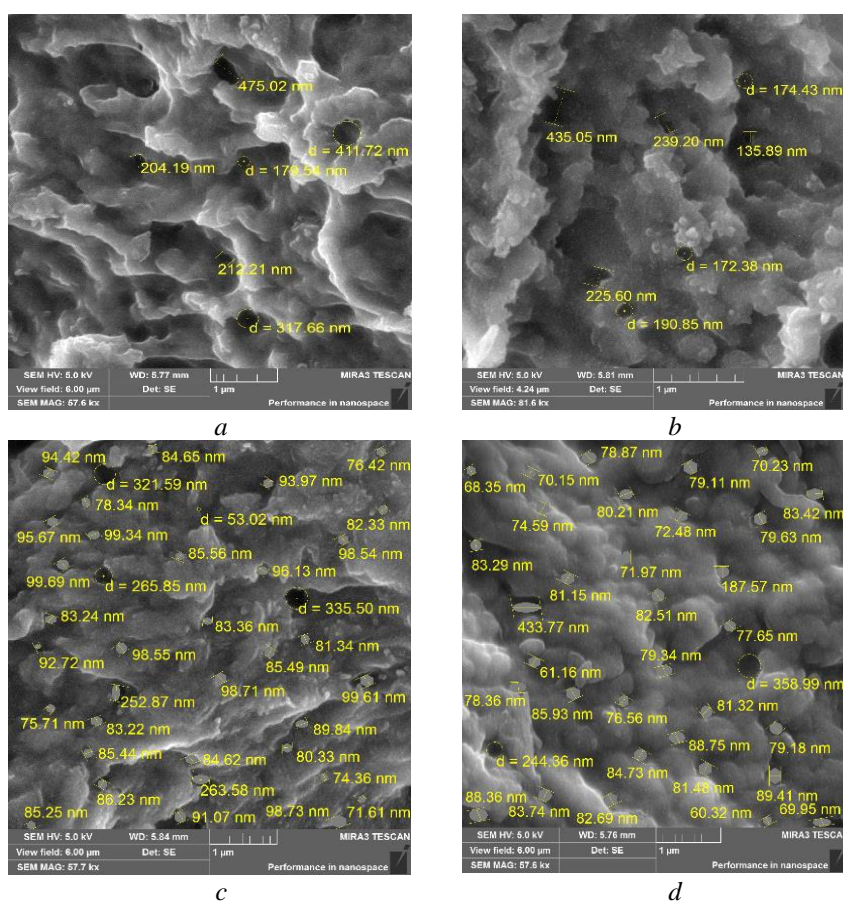 475.02 nm
d = 411.72 nm
204.19 nm
d = 179.54 nm
212.21 nm
d = 317.66 nm
SEM HV: 5.0 kV WD: 5.77 mm MIRA3 TESCAN
View field: 6.00 µm Det: SE 1 µm
SEM MAG: 57.6 kx Performance in nanospace
a
d = 174.43 nm
435.05 nm
239.20 nm
135.89 nm
d = 172.38 nm
225.60 nm
d = 190.85 nm
SEM HV: 5.0 kV WD: 5.81 mm MIRA3 TESCAN
View field: 4.24 µm Det: SE 1 µm
SEM MAG: 81.6 kx Performance in nanospace
b
94.42 nm
84.65 nm
76.42 nm
d = 321.59 nm
93.97 nm
78.34 nm
d = 53.02 nm
82.33 nm
95.67 nm
99.34 nm
85.56 nm
98.54 nm
99.69 nm
d = 265.85 nm
96.13 nm
d = 335.50 nm
83.24 nm
83.36 nm
81.34 nm
92.72 nm
98.55 nm
85.49 nm
252.87 nm
98.71 nm
99.61 nm
75.71 nm
83.22 nm
89.84 nm
85.44 nm
84.62 nm
80.33 nm
86.23 nm
263.58 nm
74.36 nm
85.25 nm
91.07 nm
98.73 nm
71.61 nm
SEM HV: 5.0 kV WD: 5.84 mm MIRA3 TESCAN
View field: 6.00 µm Det: SE 1 µm
SEM MAG: 57.7 kx Performance in nanospace
c
78.87 nm
70.23 nm
68.35 nm
70.15 nm
79.11 nm
80.21 nm
83.42 nm
74.59 nm
72.48 nm
79.63 nm
83.29 nm
71.97 nm
81.15 nm
187.57 nm
433.77 nm
82.51 nm
77.65 nm
61.16 nm
79.34 nm
d = 358.99 nm
78.36 nm
85.93 nm
76.56 nm
81.32 nm
88.75 nm
79.18 nm
d = 244.36 nm
84.73 nm
81.48 nm
89.41 nm
88.36 nm
83.74 nm
82.69 nm
60.32 nm
69.95 nm
SEM HV: 5.0 kV WD: 5.76 mm MIRA3 TESCAN
View field: 6.00 µm Det: SE 1 µm
SEM MAG: 57.6 kx Performance in nanospace
d